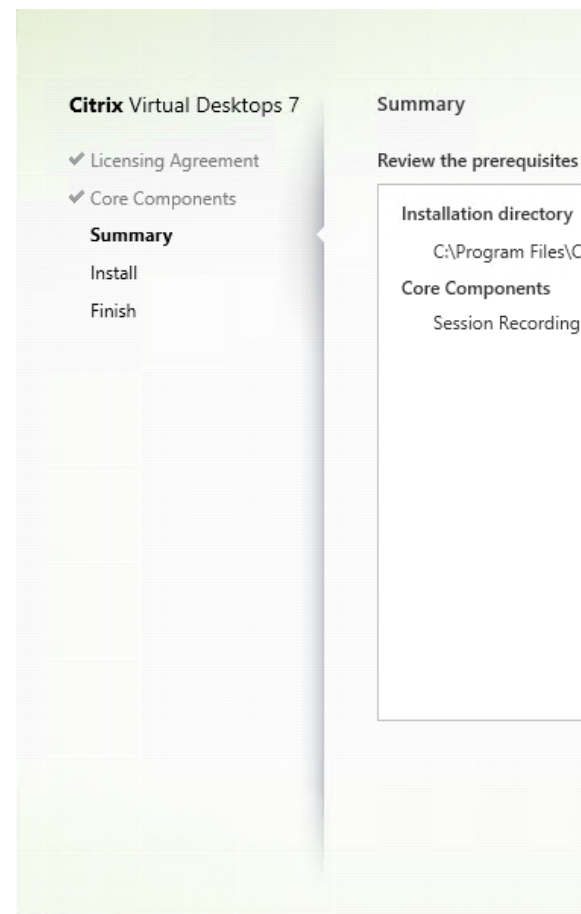 Citrix Virtual Desktops 7
✔ Licensing Agreement
✔ Core Components
Summary
Install
Finish
Summary
Review the prerequisites
Installation directory
C:\Program Files\C
Core Components
Session Recording